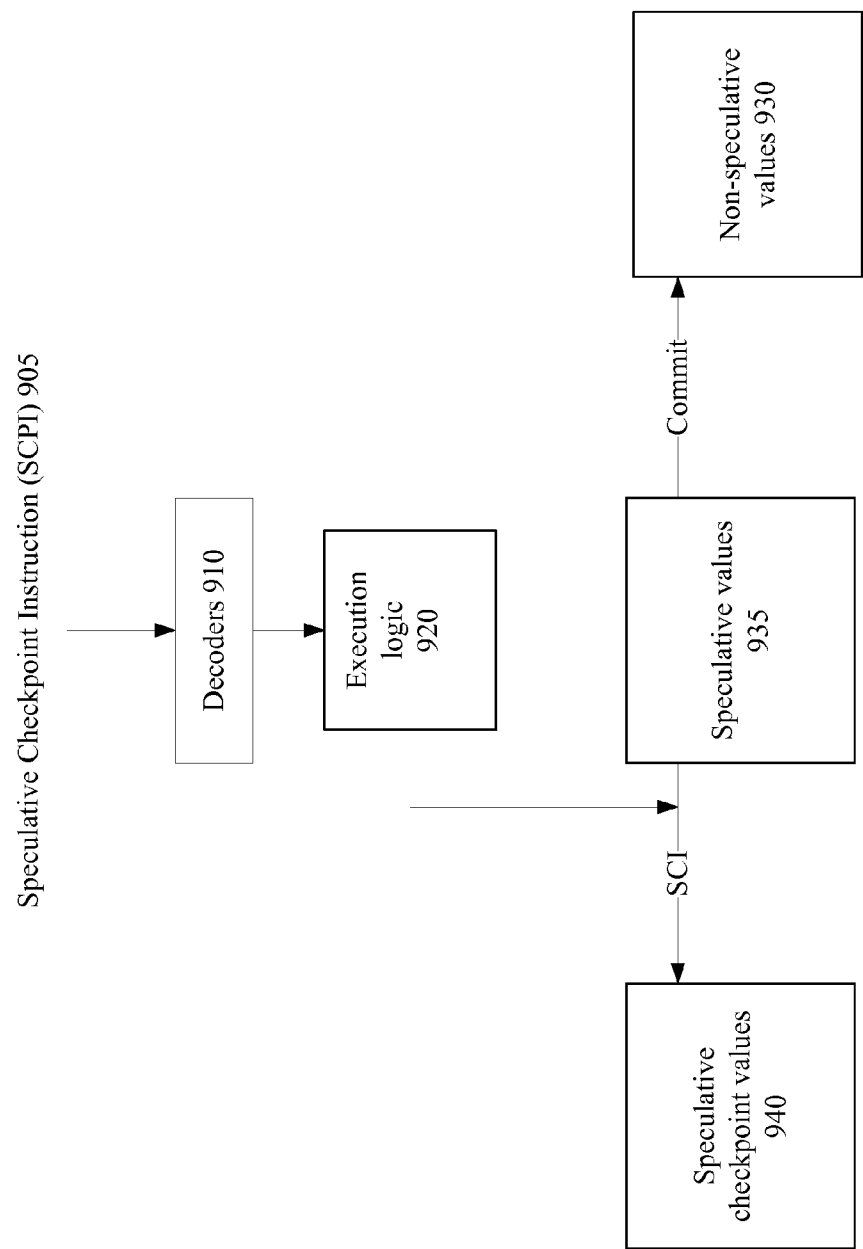 Speculative Checkpoint Instruction (SCPI) 905
Decoders 910
Execution
logic
920
SCI
Commit
Speculative
checkpoint values
940
Speculative values
935
Non-speculative
values 930